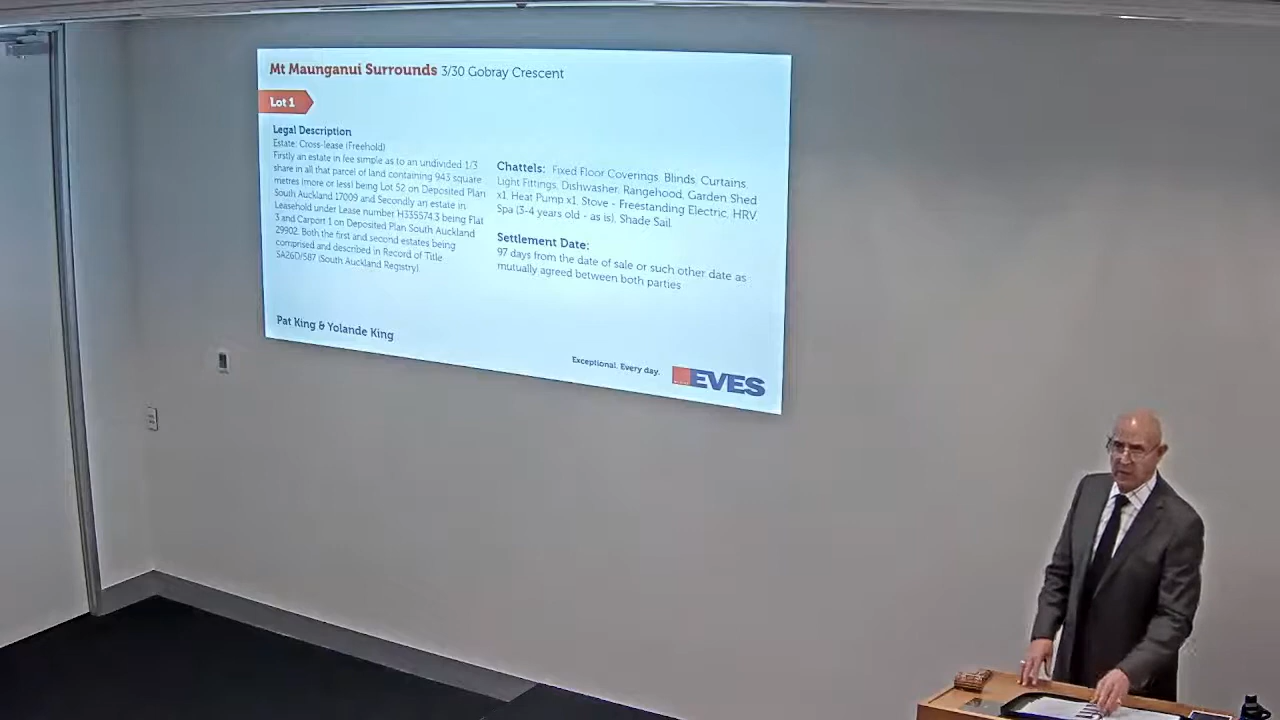 Mt Maunganui Surrounds 3/30 Gobray Crescent
Lot 1
Legal Description
Estate: Cross-lease (Freehold)
Firstly an estate in fee simple as to an undivided 1/3
share in all that parcel of land containing 943 square
metres (more or less) being Lot 52 on Deposited Plan
South Auckland 17009 and Secondly an estate in
Leasehold under Lease number H335574.3 being Flat
3 and Carport 1 on Deposited Plan South Auckland
29902. Both the first and second estates being
comprised and described in Record of Title
SA26D/587 (South Auckland Registry)
Chattels: Fixed Floor Coverings, Blinds, Curtains,
Light Fittings, Dishwasher, Rangehood, Garden Shed
x1, Heat Pump x1, Stove - Freestanding Electric, HRV,
Spa (3-4 years old - as is), Shade Sail.
Settlement Date:
97 days from the date of sale or such other date as
mutually agreed between both parties
Pat King & Yolande King
Exceptional. Every day.
EVES